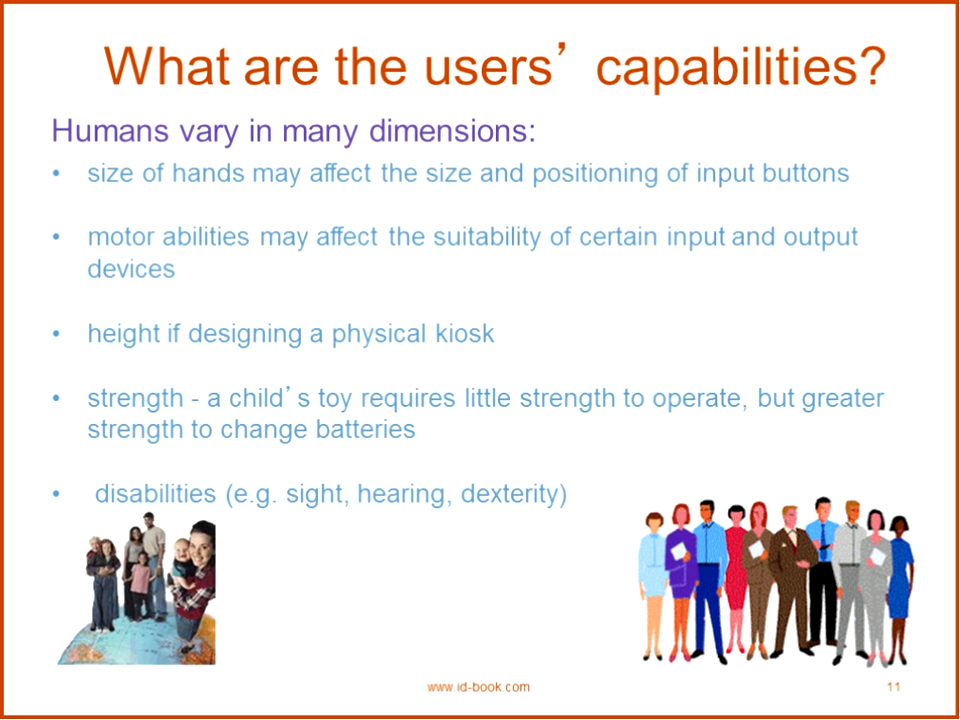 What are the users’ capabilities?
Humans vary in many dimensions:
• size of hands may affect the size and positioning of input buttons
• motor abilities may affect the suitability of certain input and output
devices
• height if designing a physical kiosk
• strength - a child’s toy requires little strength to operate, but greater
strength to change batteries
• disabilities (e.g. sight, hearing, dexterity)
www.id-book.com
11